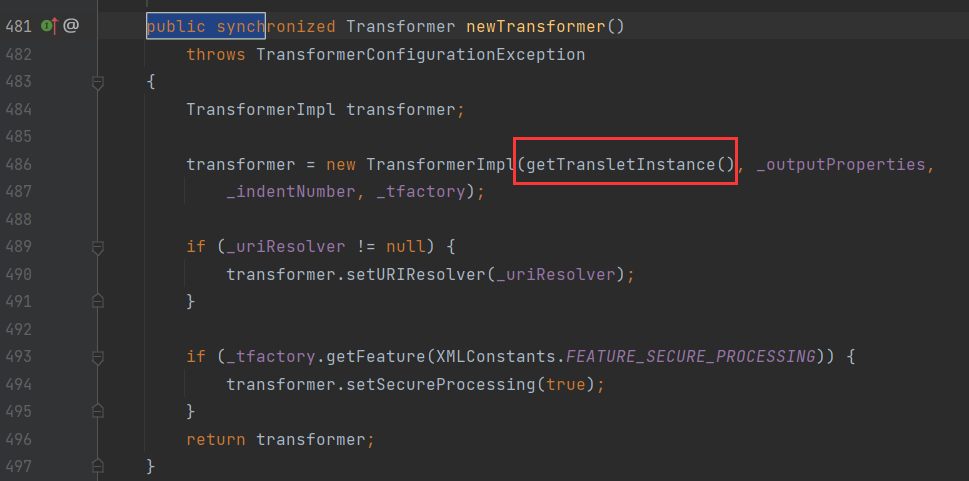 481 public synchronized Transformer newTransformer()
482 throws TransformerConfigurationException
483 {
484 TransformerImpl transformer;
485
486 transformer = new TransformerImpl(getTransletInstance(), _outputProperties,
487 _indentNumber, _tfactory);
488
489 if (_uriResolver != null) {
490 transformer.setURIResolver(_uriResolver);
491 }
492
493 if (_tfactory.getFeature(XMLConstants.FEATURE_SECURE_PROCESSING)) {
494 transformer.setSecureProcessing(true);
495 }
496 return transformer;
497 }